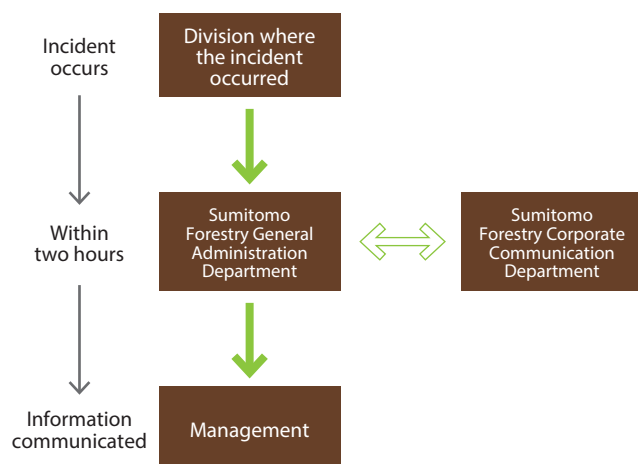 Incident
occurs
Division where
the incident
occurred
Within
two hours
Sumitomo
Forestry General
Administration
Department
Sumitomo
Forestry Corporate
Communication
Department
Information
communicated
Management